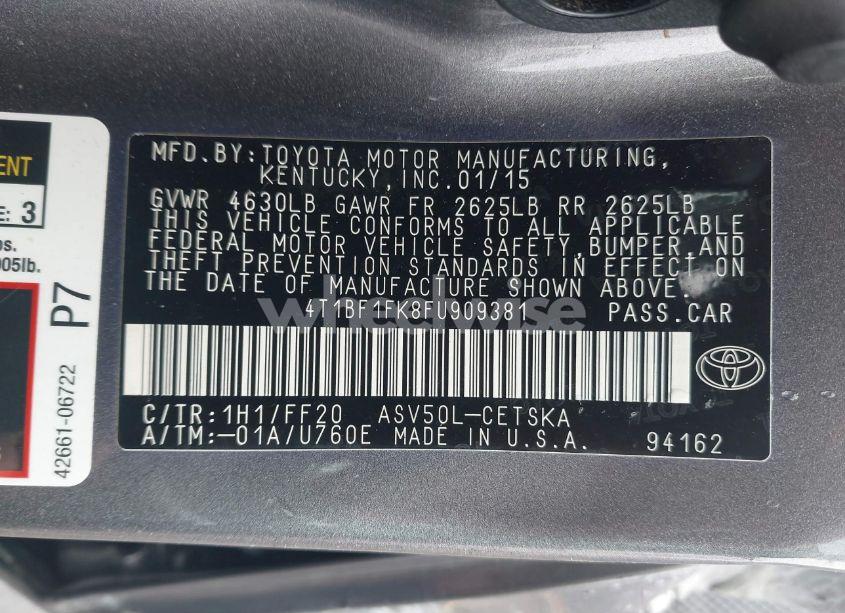 MFD.BY:TOYOTA MOTOR MANUFACTURING,
KENTUCKY,INC.01/15
GVWR 4630LB GAWR FR 2625LB RR 2625LB
THIS VEHICLE CONFORMS TO ALL APPLICABLE
FEDERAL MOTOR VEHICLE SAFETY,BUMPER,AND
THEFT PREVENTION STANDARDS IN EFFECT ON
THE DATE OF MANUFACTURE SHOWN ABOVE.
4T1BF1FK8FU909381 PASS.CAR
wheelwise
C/TR:1H1/FF20 ASV50L-CETSKA
A/TM:-01A/U760E MADE IN U.S.A. 94162
ENT
E: 3
os.
005lb.
P7
42661-06722